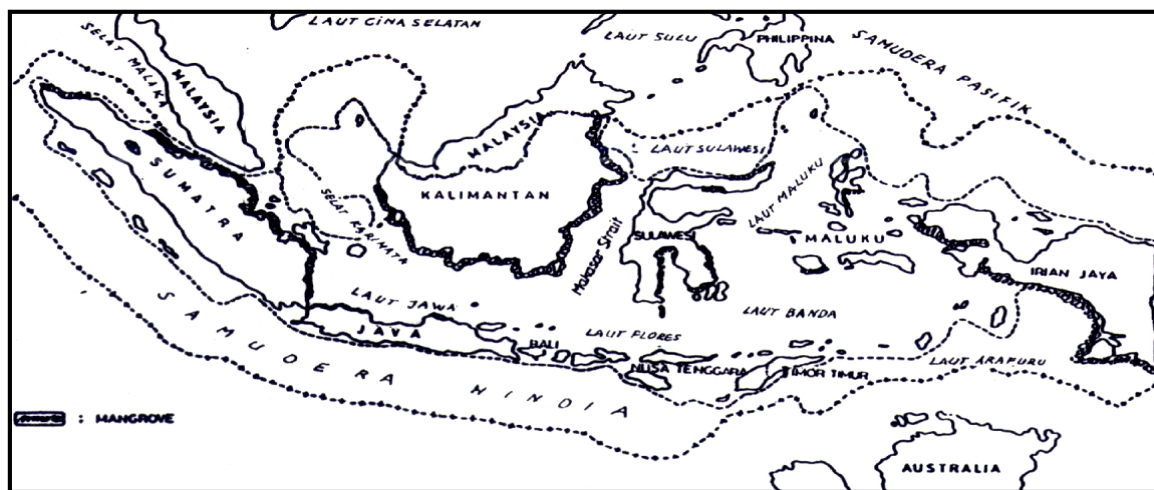 LAUT CINA SELATAN
LAUT SULU
PHILIPPINA
SAMUDERA PASIFIK
SELAT MALIKA
MALAYSIA
MALAYSIA
LAUT SULAWESI
SUMATRA
KALIMANTAN
SELAT KARIMATA
Makasar Strait
SULAWESI
LAUT MALUKU
MALUKU
IRIAN JAYA
LAUT JAWA
JAVA
BALI
LAUT FLORES
LAUT BANDA
NUSA TENGGARA
TIMOR TIMUR
LAUT ARAFURU
SAMUDERA HINDIA
: MANGROVE
AUSTRALIA